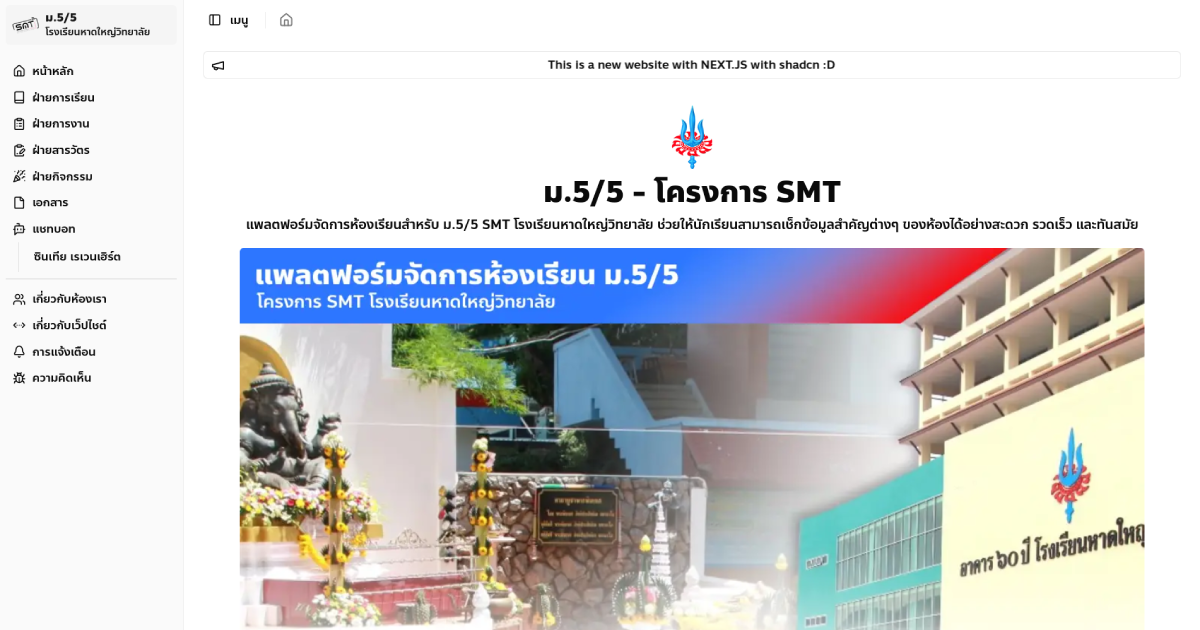 SMT
ม.5/5
โรงเรียนหาดใหญ่วิทยาลัย
หน้าหลัก
ฝ่ายการเรียน
ฝ่ายการงาน
ฝ่ายสารวัตร
ฝ่ายกิจกรรม
เอกสาร
แชทบอท
ซินเทีย เรเวนเฮิร์ด
เกี่ยวกับห้องเรา
เกี่ยวกับเว็ปไซต์
การแจ้งเตือน
ความคิดเห็น
เมนู
This is a new website with NEXT.JS with shadcn :D
ม.5/5 - โครงการ SMT
แพลตฟอร์มจัดการห้องเรียนสำหรับ ม.5/5 SMT โรงเรียนหาดใหญ่วิทยาลัย ช่วยให้นักเรียนสามารถเช็กข้อมูลสำคัญต่างๆ ของห้องได้อย่างสะดวก รวดเร็ว และทันสมัย
แพลตฟอร์มจัดการห้องเรียน ม.5/5
โครงการ SMT โรงเรียนหาดใหญ่วิทยาลัย
อาคาร ๖๐ ปี โรงเรียนหาดใหญ่